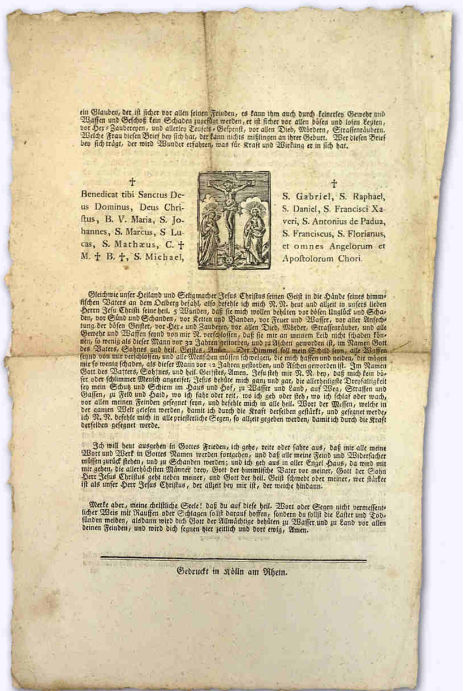 ein Glauben, der ist sicher vor allen seinen Feinden, es kann ihm auch durch keinerley Gewehr und
Waffen und Geschoß kein Schaden zugefügt werden, er ist sicher vor allen bösen und losen Leuten,
vor Hex-Zaubereyen, und allerley Teufels-Gespenst, vor allen Dieb, Mördern, Strassenräubern.
Welche Frau diesen Brief bey sich hat, der kann nichts mißlingen an ihrer Geburt. Wer diesen Brief
bey sich trägt, der wird Wunder erfahren, was für Kraft und Wirkung er in sich hat.
†
Benedicat tibi Sanctus De-
us Dominus, Deus Chri-
stus, B. V. Maria, S. Jo-
hannes, S. Marcus, S Lu-
cas, S. Mathæus, C. †
M. † B. †, S. Michael,
†
S. Gabriel, S. Raphael,
S. Daniel, S. Francisci Xa-
veri, S. Antonius de Padua,
S. Franciscus, S. Florianus,
et omnes Angelorum et
Apostolorum Chori
Gleichwie unser Heiland und Seligmacher Jesus Christus seinen Geist in die Hände seines himm-
lischen Vaters an dem befehle ich mich N. N. heut und allzeit in unsers lieben
Herrn Jesu Christi seine heil. 5 Wunden, daß sie mich wollen behüten vor bösen Unglück und Scha-
den, vor Sünd und Schanden, vor Ketten und Banden, vor Feuer und Wasser, vor aller Anfech-
tung der bösen Geister, vor Hex- und Zauberey, vor allen Dieb, Mörder, Strassenräuber, und alle
Gewehr und Waffen seynd von mir N. verschlossen, daß sie mir an meinem Leib nicht schaden kön-
nen, so wenig als dieser Mann vor 72 Jahren gestorben, und zu Aschen geworden ist, im Namen Gott
des Vaters, Sohnes und heil. Geistes, Amen. Der Himmel soll mein Schild seyn, alle Waffen
seynd von mir verschlossen, und alle müssen schweigen, die mich hassen und neiden, die mögen
mir so wenig schaden, als dieser Mann vor 72 Jahren gestorben, und Aschen geworden ist. Im Namen
Gott des Vatters, Sohnes, und heil. Geistes, Amen. Jesu steh mir N. N. bey, daß mich kein bö-
ser oder schlimmer Mensch angreifet, Jesus behüte mich ganz und gar, die allerheiligste Dreyfaltigkeit
sey mein Schutz und Schirm im Haus und Hof, zu Wasser und Land, auf Weg, Strassen und
Gassen, zu Feld und Haid, wo ich fahr oder reit, wo ich geh oder steh, wo ich schlaf oder wach,
vor allen meinen Feinden gesegnet seyn, und befehle mich in alle heil. Wort der Messen, welche in
der ganzen Welt gelesen werden, damit ich durch die Kraft derselben gestärkt, und gesegnet werde;
ich N. N. befehle mich in alle priesterliche Segen, so allzeit gegeben werden, damit ich durch die Kraft
derselben gesegnet werde.
Ich will heut ausgehen in Gottes Frieden, ich gehe, reite oder fahre aus, daß mir alle meine
Wort und Werk in Gottes Namen warten fortgehen, und daß alle meine Feind und Widersacher
müssen zurück stehen, und zu Schanden werden; und ich geh aus in aller Engel Haus, da wird mit
mir gehen, die allerhöchsten Männer drey, Gott der himmlische Vater vor meiner, Gott der Sohn
Herr Jesus Christus geht neben meiner, und Gott der heil. Geist schwebt ober meiner, wer stärker
ist als unser Herr Jesus Christus, der allzeit bey mir ist, der weiche hindann.
Merke aber, meine christliche Seele! daß du auf diese heil. Wort oder Segen nicht vermessent-
licher Weis mit Rauffen oder Schlagen sollst darauf hoffen, sondern du sollst die Laster und Tod-
sünden meiden, alsdann wird dich Gott der Allmächtige behüten zu Wasser und zu Land vor allen
deinen Feinden, und wird dich segnen hier zeitlich und dort ewig, Amen.
Gedruckt in Kölln am Rhein.